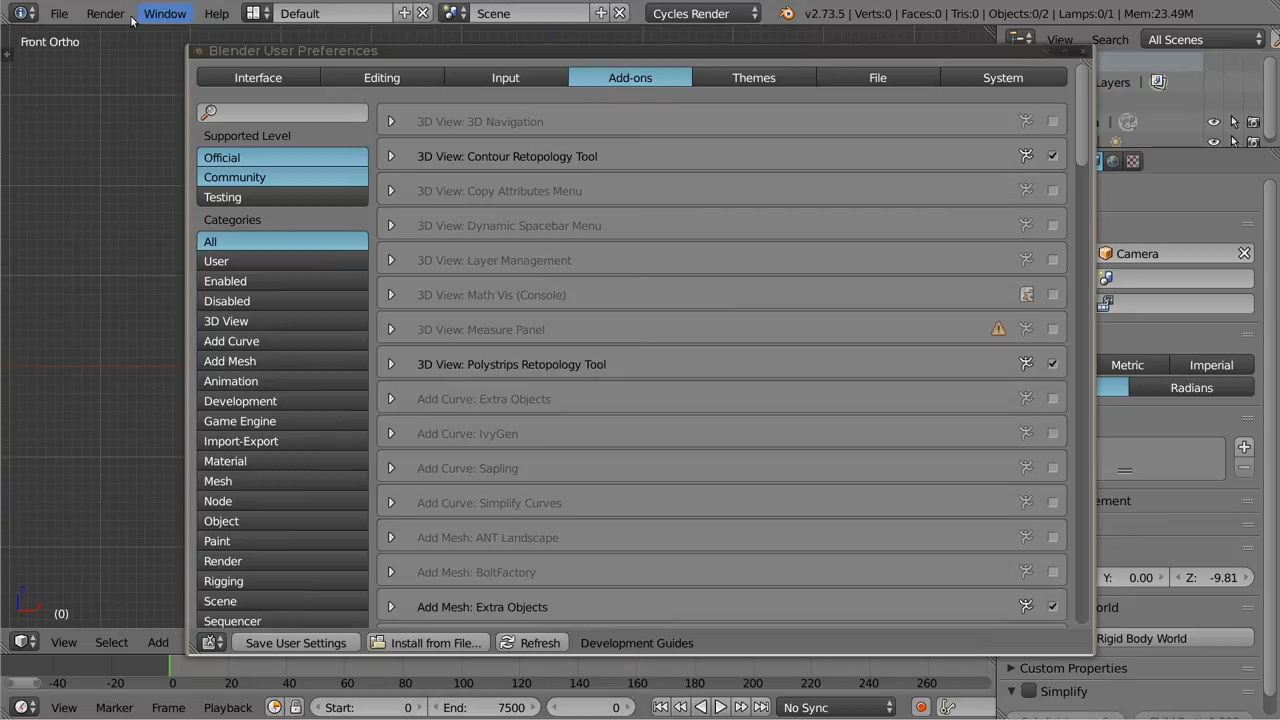 File Render Window Help Default Scene Cycles Render v2.73.5 | Verts:0 | Faces:0 | Tris:0 | Objects:0/2 | Lamps:0/1 | Mem:23.49M
Front Ortho
View Search All Scenes
Blender User Preferences
Interface Editing Input Add-ons Themes File System
Supported Level
Official
Community
Testing
Categories
All
User
Enabled
Disabled
3D View
Add Curve
Add Mesh
Animation
Development
Game Engine
Import-Export
Material
Mesh
Node
Object
Paint
Render
Rigging
Scene
Sequencer
3D View: 3D Navigation
3D View: Contour Retopology Tool
3D View: Copy Attributes Menu
3D View: Dynamic Spacebar Menu
3D View: Layer Management
3D View: Math Vis (Console)
3D View: Measure Panel
3D View: Polystrips Retopology Tool
Add Curve: Extra Objects
Add Curve: IvyGen
Add Curve: Sapling
Add Curve: Simplify Curves
Add Mesh: ANT Landscape
Add Mesh: BoltFactory
Add Mesh: Extra Objects
Save User Settings Install from File... Refresh Development Guides
ayers
Camera
Metric Imperial
Radians
ement
Y: 0.00 Z: -9.81
orld
Rigid Body World
Custom Properties
Simplify
z
x
(0)
View Select Add
-40 -20 0 20 40 60 80 100 120 140 160 180 200 220 240 260 280
View Marker Frame Playback Start: 0 End: 7500 0 No Sync